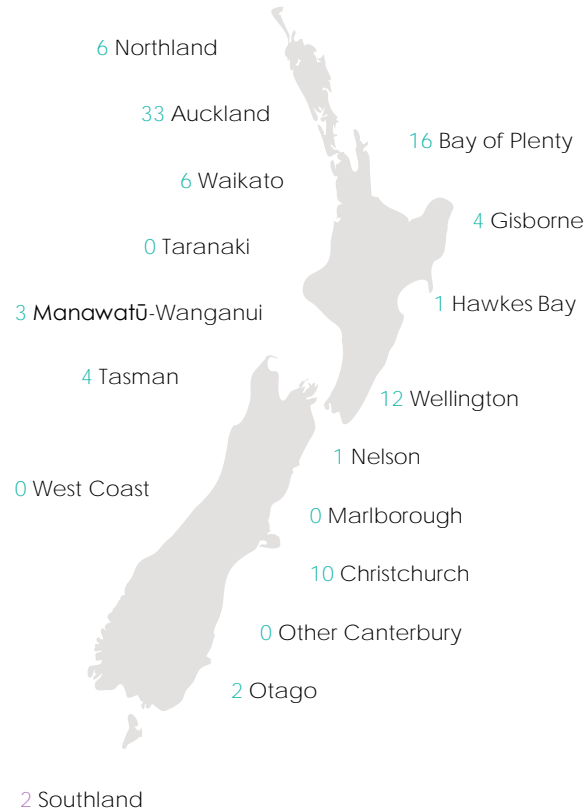 6 Northland
33 Auckland
16 Bay of Plenty
6 Waikato
4 Gisborne
0 Taranaki
1 Hawkes Bay
3 Manawatū-Wanganui
4 Tasman
12 Wellington
1 Nelson
0 West Coast
0 Marlborough
10 Christchurch
0 Other Canterbury
2 Otago
2 Southland